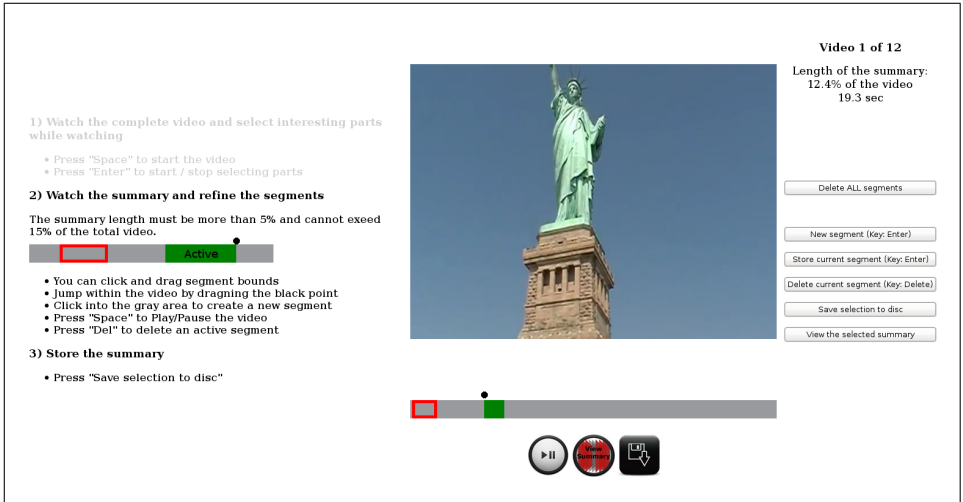 1) Watch the complete video and select interesting parts
while watching
• Press "Space" to start the video
• Press "Enter" to start / stop selecting parts
2) Watch the summary and refine the segments
The summary length must be more than 5% and cannot exeed
15% of the total video.
Active
• You can click and drag segment bounds
• Jump within the video by dragning the black point
• Click into the gray area to create a new segment
• Press "Space" to Play/Pause the video
• Press "Del" to delete an active segment
3) Store the summary
• Press "Save selection to disc"
View
Summary
Video 1 of 12
Length of the summary:
12.4% of the video
19.3 sec
Delete ALL segments
New segment (Key: Enter)
Store current segment (Key: Enter)
Delete current segment (Key: Delete)
Save selection to disc
View the selected summary